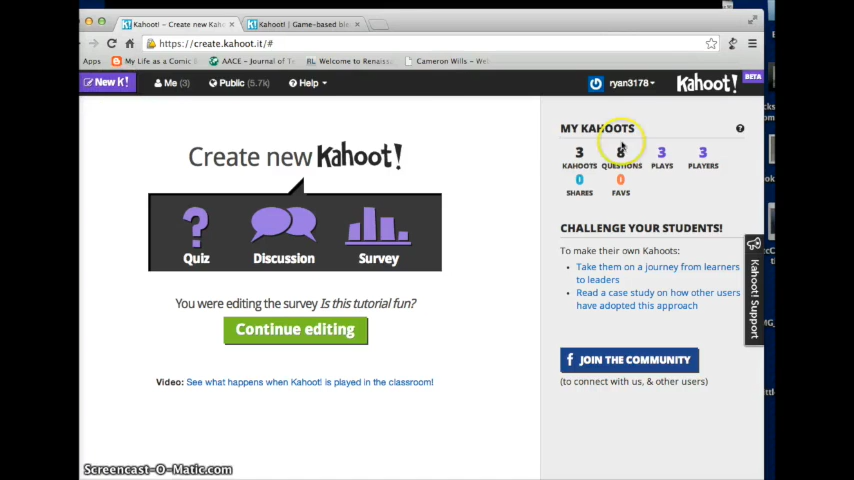 Kahoot! - Create new Kaho
Kahoot! | Game-based ble
https://create.kahoot.it/#
Apps
My Life as a Comic
AACE - Journal of Te
RL Welcome to Renais
Cameron Wills - We
New K!
Me (3)
Public (5.7k)
Help
ryan3178
Kahoot!
BETA
Create new Kahoot!
Quiz
Discussion
Survey
You were editing the survey Is this tutorial fun?
Continue editing
Video: See what happens when Kahoot! is played in the classroom!
MY KAHOOTS
3 8 3 3
KAHOOTS QUESTIONS PLAYS PLAYERS
0 0
SHARES FAVS
CHALLENGE YOUR STUDENTS!
To make their own Kahoots:
Take them on a journey from learners
to leaders
Read a case study on how other users
have adopted this approach
f JOIN THE COMMUNITY
(to connect with us, & other users)
Kahoot! Support
Screencast-O-Matic.com